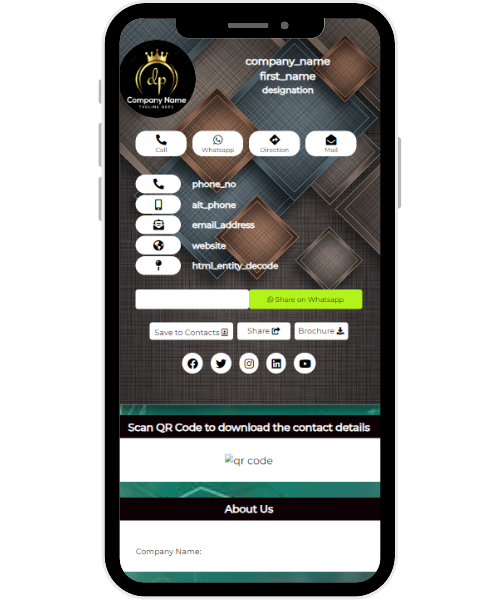 company_name
first_name
designation
dp
Company Name
TAGLINE HERE
Call
Whatsapp
Direction
Mail
phone_no
alt_phone
email_address
website
html_entity_decode
Share on Whatsapp
Save to Contacts
Share
Brochure
Scan QR Code to download the contact details
qr code
About Us
Company Name: